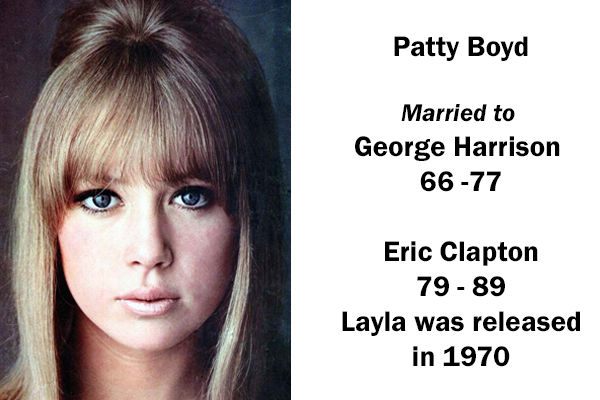 Patty Boyd
Married to
George Harrison
66 -77
Eric Clapton
79 - 89
Layla was released
in 1970